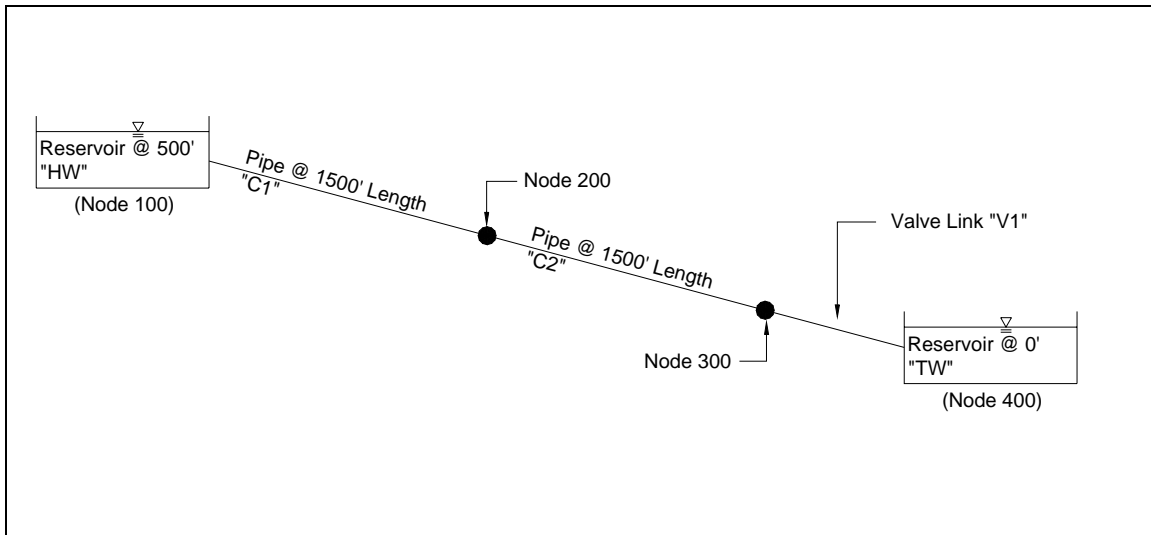 Reservoir @ 500'
"HW"
(Node 100)
Pipe @ 1500' Length
"C1"
Node 200
Pipe @ 1500' Length
"C2"
Node 300
Valve Link "V1"
Reservoir @ 0'
"TW"
(Node 400)